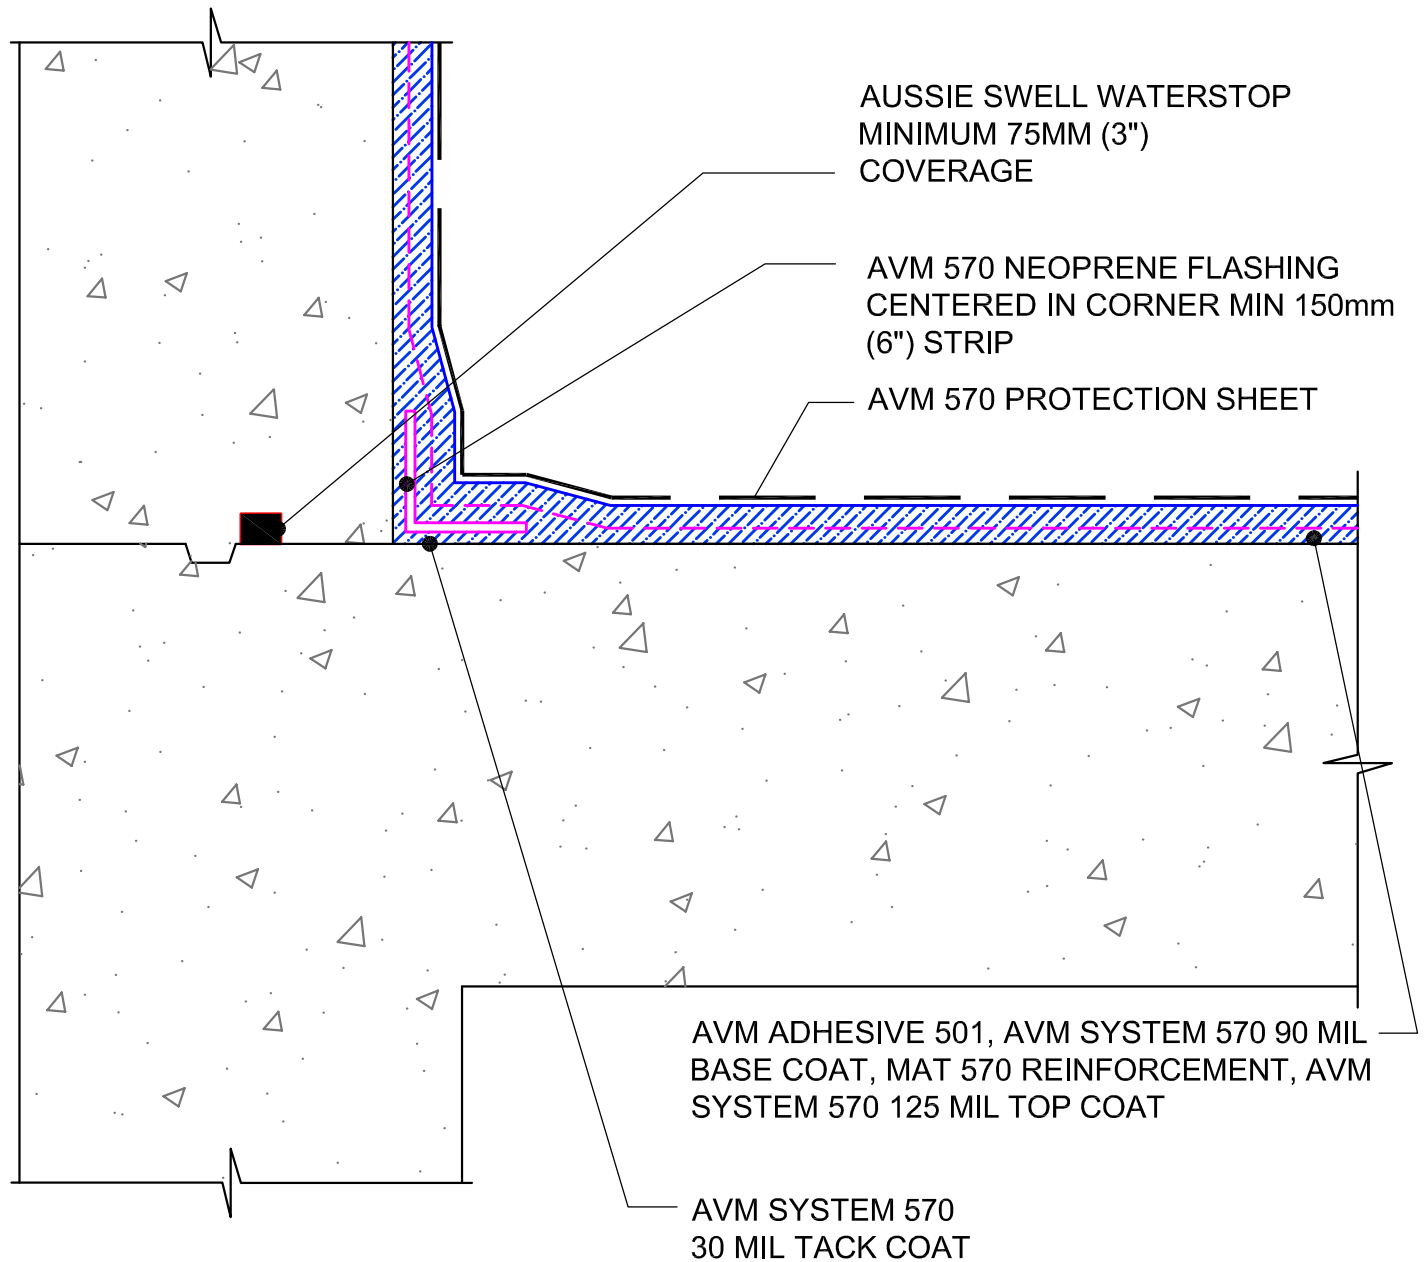 AUSSIE SWELL WATERSTOP
MINIMUM 75MM (3")
COVERAGE
AVM 570 NEOPRENE FLASHING
CENTERED IN CORNER MIN 150mm
(6") STRIP
AVM 570 PROTECTION SHEET
AVM ADHESIVE 501, AVM SYSTEM 570 90 MIL
BASE COAT, MAT 570 REINFORCEMENT, AVM
SYSTEM 570 125 MIL TOP COAT
AVM SYSTEM 570
30 MIL TACK COAT